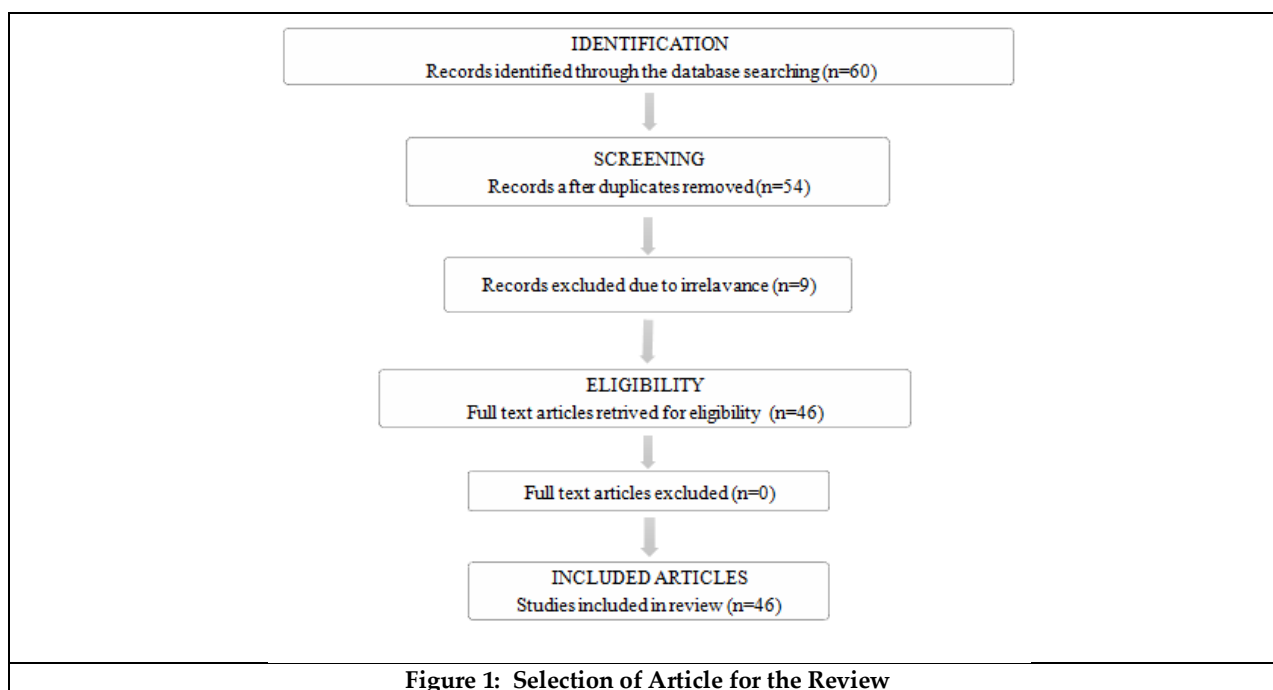 IDENTIFICATION
Records identified through the database searching (n=60)
SCREENING
Records after duplicates removed (n=54)
Records excluded due to irrelavance (n=9)
ELIGIBILITY
Full text articles retrived for eligibility (n=46)
Full text articles excluded (n=0)
INCLUDED ARTICLES
Studies included in review (n=46)
Figure 1: Selection of Article for the Review